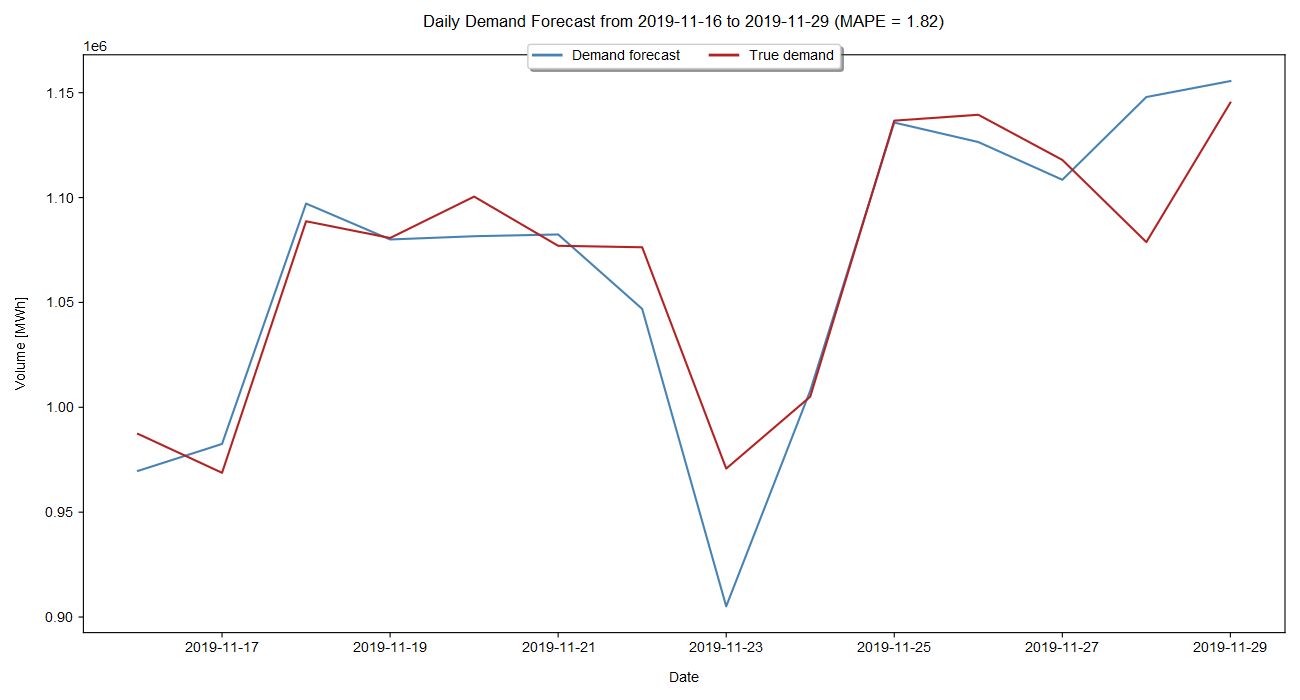 Daily Demand Forecast from 2019-11-16 to 2019-11-29 (MAPE = 1.82)
1e6
Demand forecast True demand
1.15
1.10
1.05
1.00
0.95
0.90
Volume [MWh]
2019-11-17 2019-11-19 2019-11-21 2019-11-23 2019-11-25 2019-11-27 2019-11-29
Date